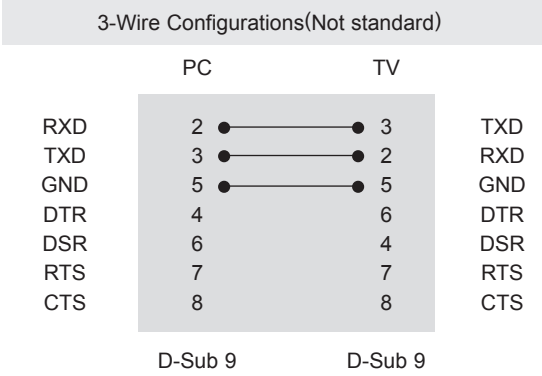 3-Wire Configurations(Not standard)
PC TV
RXD 2 3 TXD
TXD 3 2 RXD
GND 5 5 GND
DTR 4 6 DTR
DSR 6 4 DSR
RTS 7 7 RTS
CTS 8 8 CTS
D-Sub 9 D-Sub 9